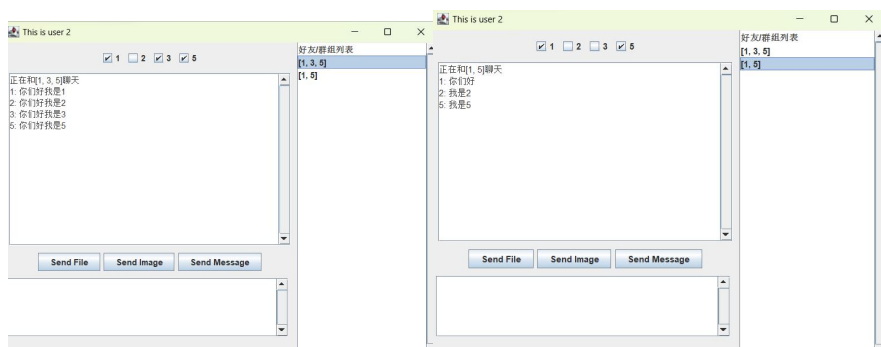 This is user 2
1 2 3 5
正在和[1, 3, 5]聊天
1: 你们好我是1
2: 你们好我是2
3: 你们好我是3
5: 你们好我是5
Send File Send Image Send Message
好友/群组列表
[1, 3, 5]
[1, 5]
This is user 2
1 2 3 5
正在和[1, 5]聊天
1: 你们好
2: 我是2
5: 我是5
Send File Send Image Send Message
好友/群组列表
[1, 3, 5]
[1, 5]